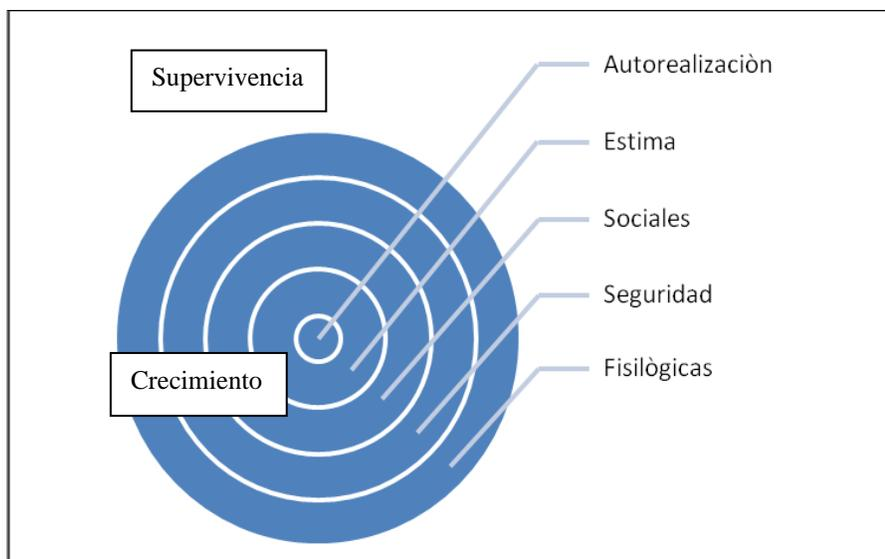 Supervivencia
Autorealizaciòn
Estima
Sociales
Seguridad
Fisilògicas
Crecimiento